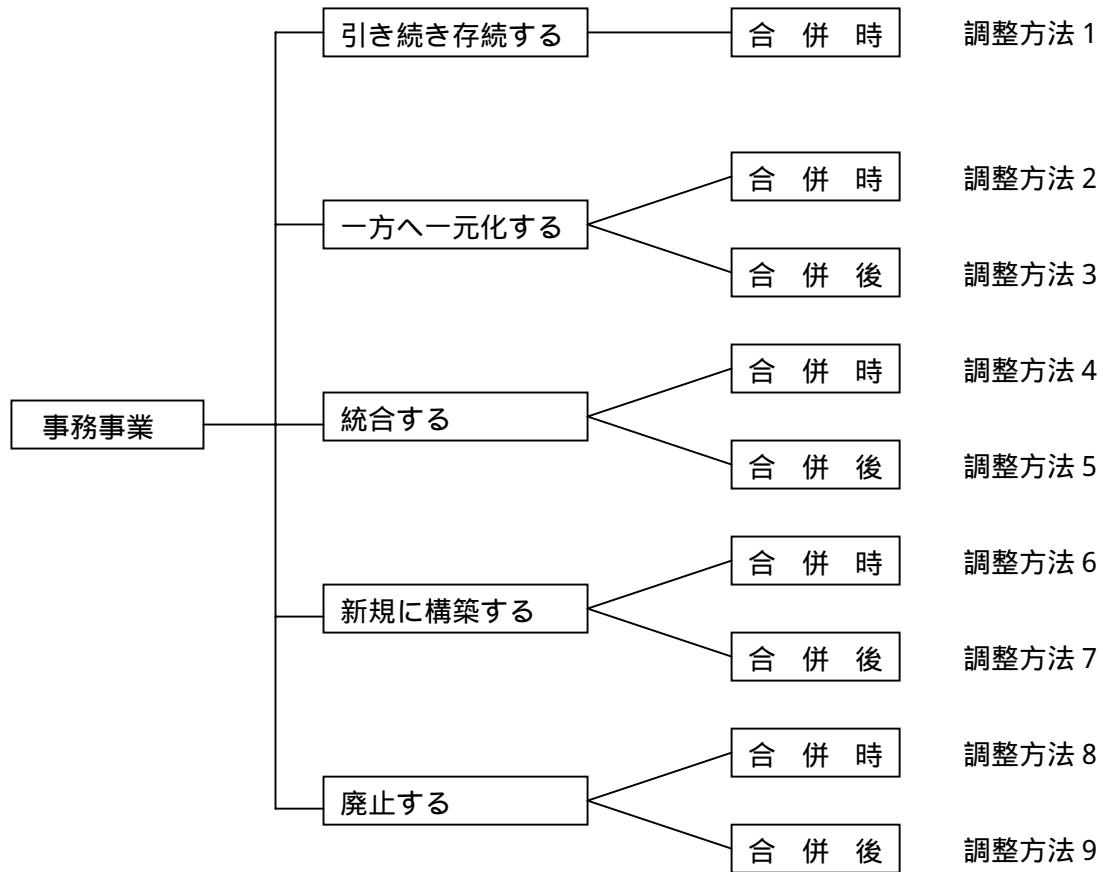 引き続き存続する 合 併 時 調整方法 1
合 併 時 調整方法 2
一方へ一元化する
合 併 後 調整方法 3
合 併 時 調整方法 4
事務事業 統合する
合 併 後 調整方法 5
合 併 時 調整方法 6
新規に構築する
合 併 後 調整方法 7
合 併 時 調整方法 8
廃止する
合 併 後 調整方法 9